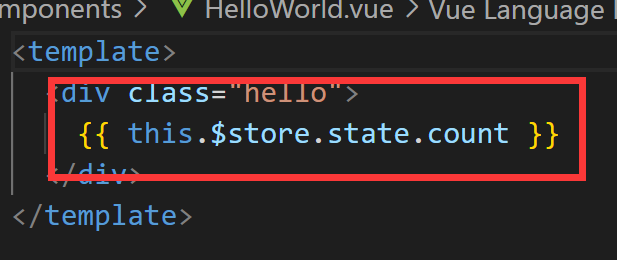 mponents > HelloWorld.vue > Vue Language
<template>
<div class="hello">
{{ this.$store.state.count }}
</div>
</template>